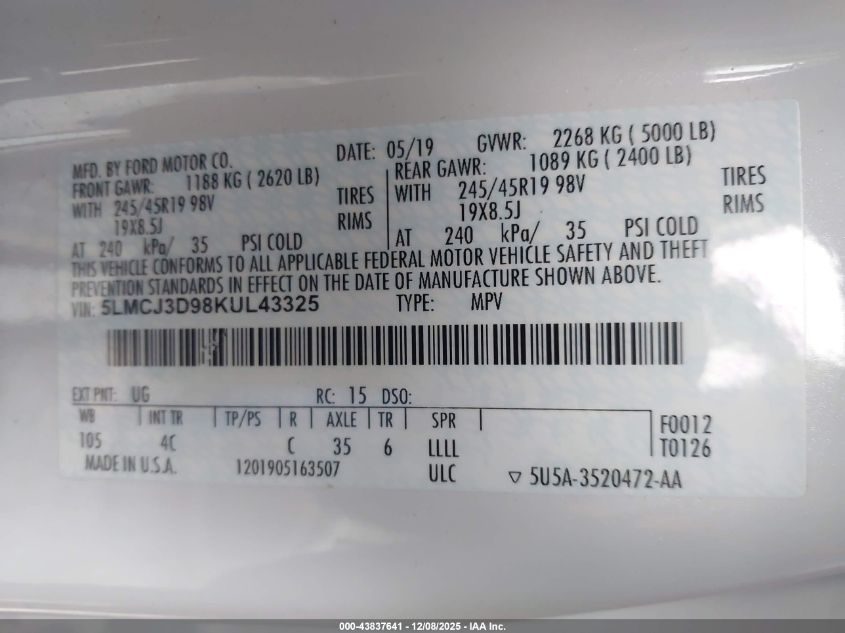 MFD. BY FORD MOTOR CO. DATE: 05/19 GVWR: 2268 KG ( 5000 LB)
FRONT GAWR: 1188 KG ( 2620 LB) REAR GAWR: 1089 KG ( 2400 LB)
WITH 245/45R19 98V TIRES WITH 245/45R19 98V TIRES
19X8.5J RIMS 19X8.5J RIMS
AT 240 kPa/ 35 PSI COLD AT 240 kPa/ 35 PSI COLD
THIS VEHICLE CONFORMS TO ALL APPLICABLE FEDERAL MOTOR VEHICLE SAFETY AND THEFT
PREVENTION STANDARDS IN EFFECT ON THE DATE OF MANUFACTURE SHOWN ABOVE.
VIN: 5LMCJ3D98KUL43325 TYPE: MPV
EXT PNT: UG RC: 15 DSO:
WB INT TR TP/PS R AXLE TR SPR F0012
105 4C C 35 6 LLLL T0126
MADE IN U.S.A. 1201905163507 ULC ▽ 5U5A-3520472-AA
000-43837641 - 12/08/2025 - IAA Inc.